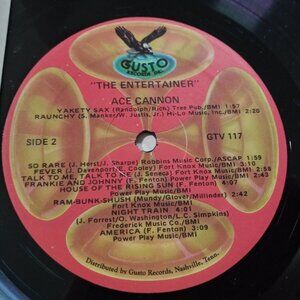 GUSTO
RECORDS, INC.
"THE ENTERTAINER"
ACE CANNON
YAKETY SAX (Randolph/Rich) Tree Pub./BMI 1:57
RAUNCHY (S. Manker/W. Justis, Jr.) Hi-Lo Music, Inc./BMI 2:20
SIDE 2
GTV 117
SO RARE (J. Herst/J. Sharpe) Robbins Music Corp./ASCAP 1:59
FEVER (J. Davenport/E. Cooley) Fort Knox Music/BMI
TALK TO ME, TALK TO ME (J. Seneca) Fort Knox Music/BMI
FRANKIE AND JOHNNY (F. Fenton) Power Play Music/BMI
HOUSE OF THE RISING SUN (F. Fenton) 4:07
Power Play Music/BMI
RAM-BUNK-SHUSH (Mundy/Glover/Millinder) 2:42
Fort Knox Music/BMI
NIGHT TRAIN 4:01
(J. Forrest/O. Washington/L.C. Simpkins)
Frederick Music Co./BMI
AMERICA (F. Fenton) 3:09
Power Play Music/BMI
Distributed by Gusto Records, Nashville, Tenn.